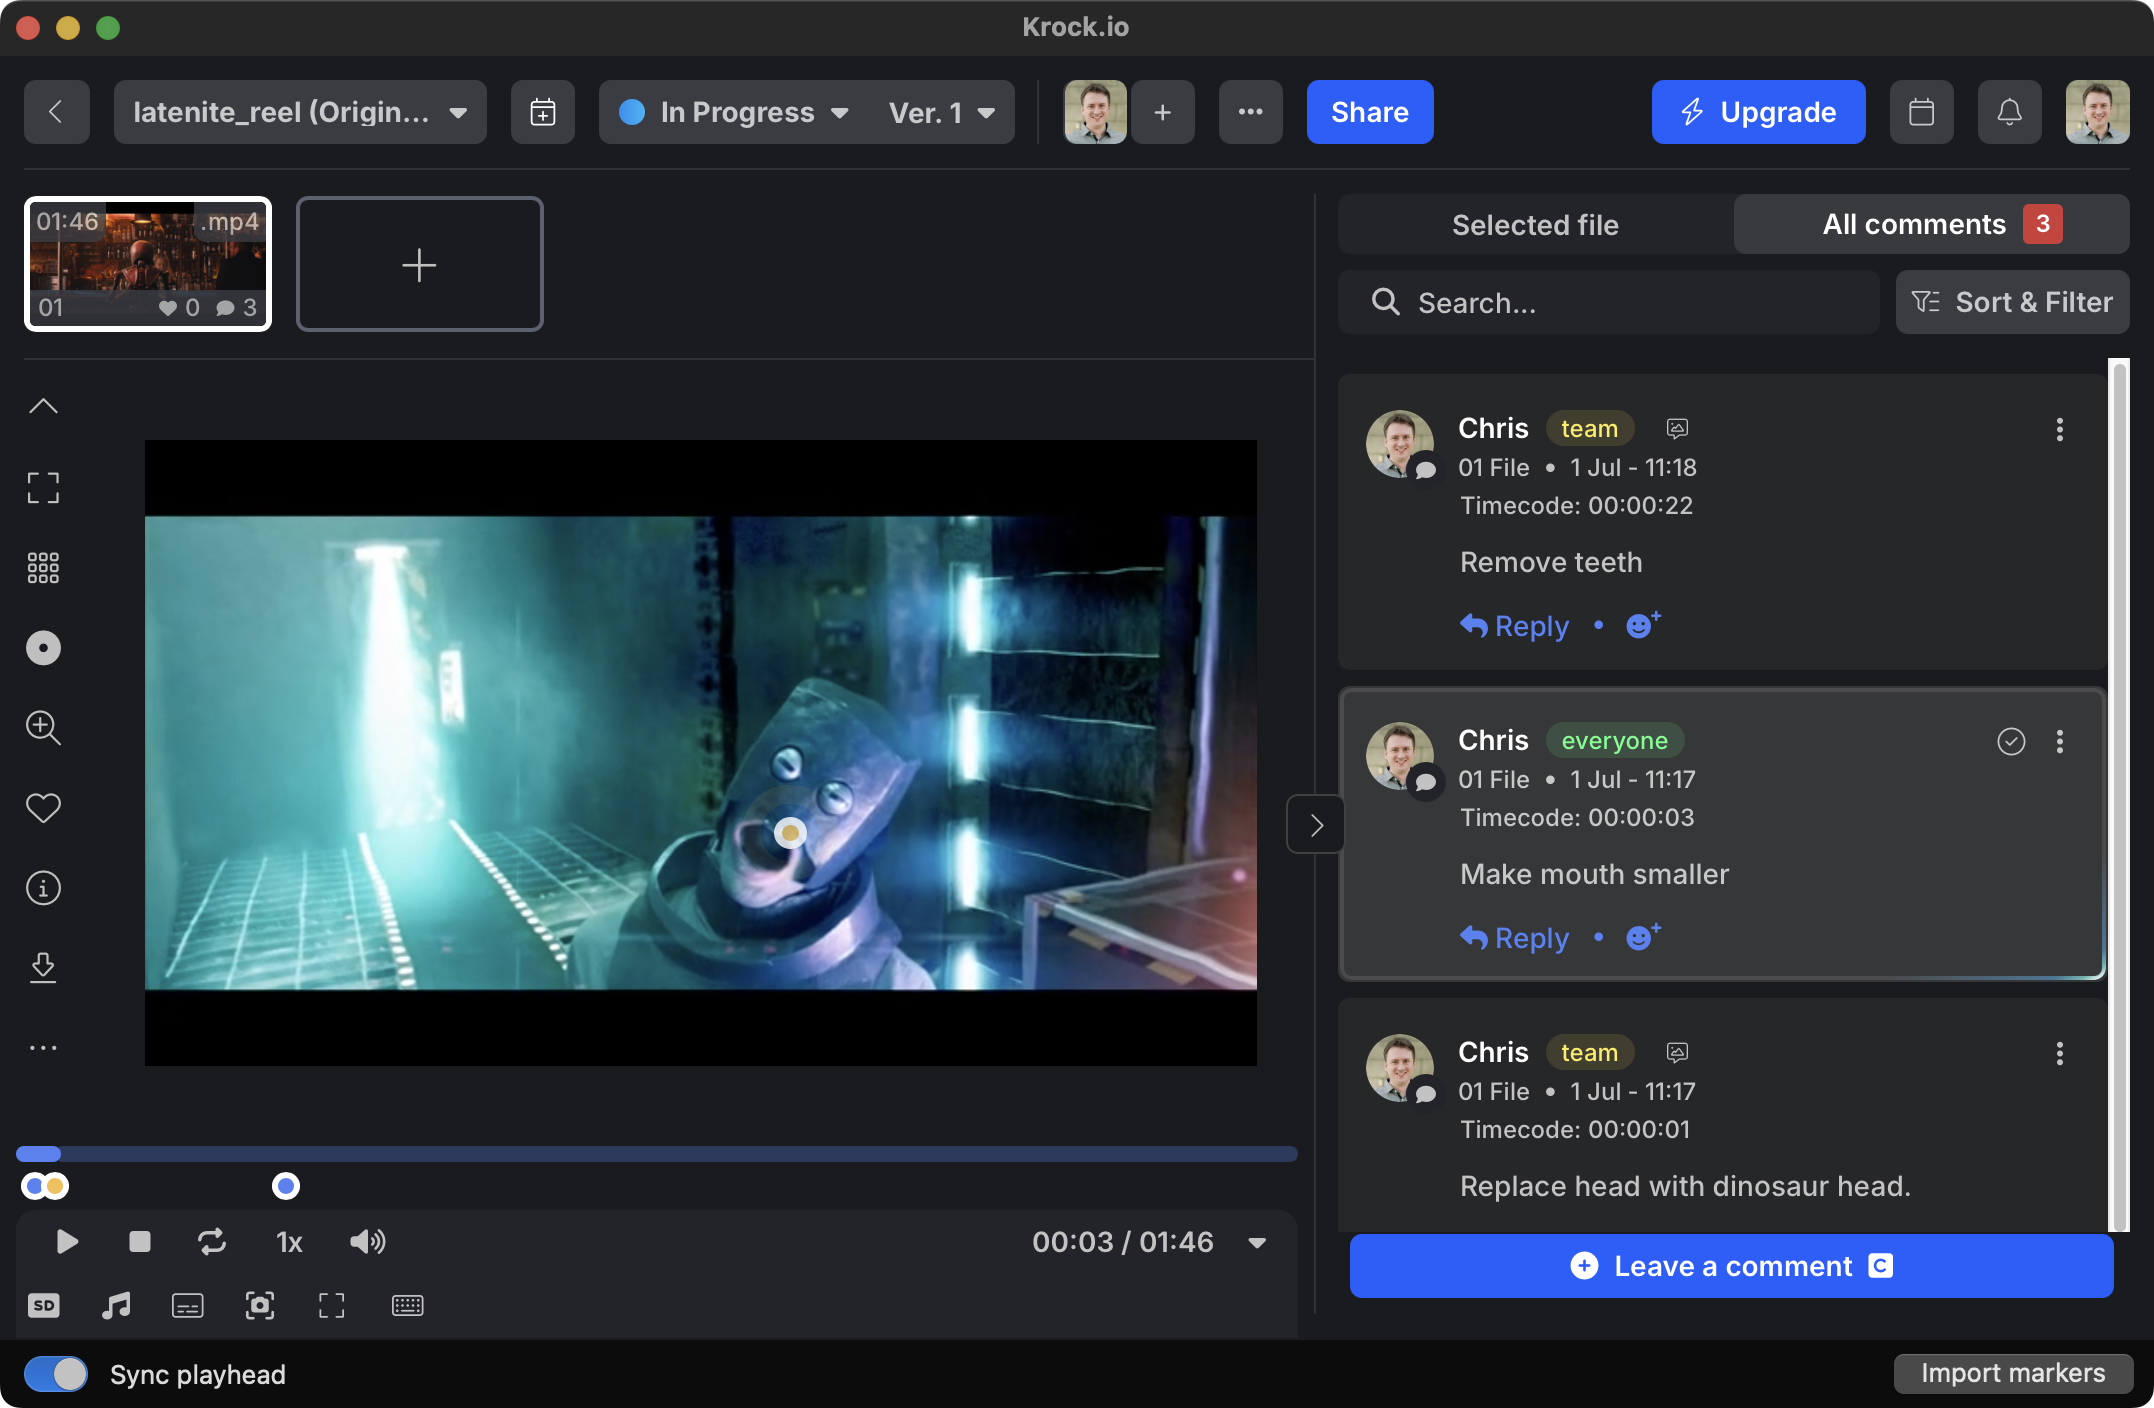 Krock.io
latenite_reel (Origin...
In Progress
Ver. 1
Share
Upgrade
01:46
.mp4
01
0
3
Selected file
All comments 3
Search...
Sort & Filter
Chris team
01 File • 1 Jul - 11:18
Timecode: 00:00:22
Remove teeth
Reply
Chris everyone
01 File • 1 Jul - 11:17
Timecode: 00:00:03
Make mouth smaller
Reply
Chris team
01 File • 1 Jul - 11:17
Timecode: 00:00:01
Replace head with dinosaur head.
Leave a comment C
1x
00:03 / 01:46
SD
Sync playhead
Import markers